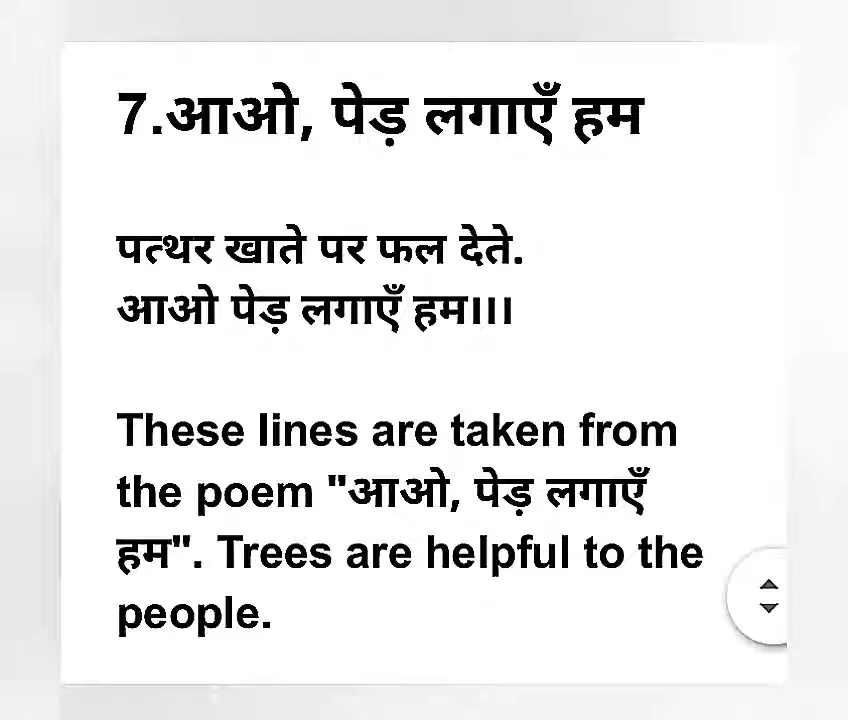 7.आओ, पेड़ लगाएँ हम
पत्थर खाते पर फल देते.
आओ पेड़ लगाएँ हम।।।
These lines are taken from
the poem "आओ, पेड़ लगाएँ
हम". Trees are helpful to the
people.